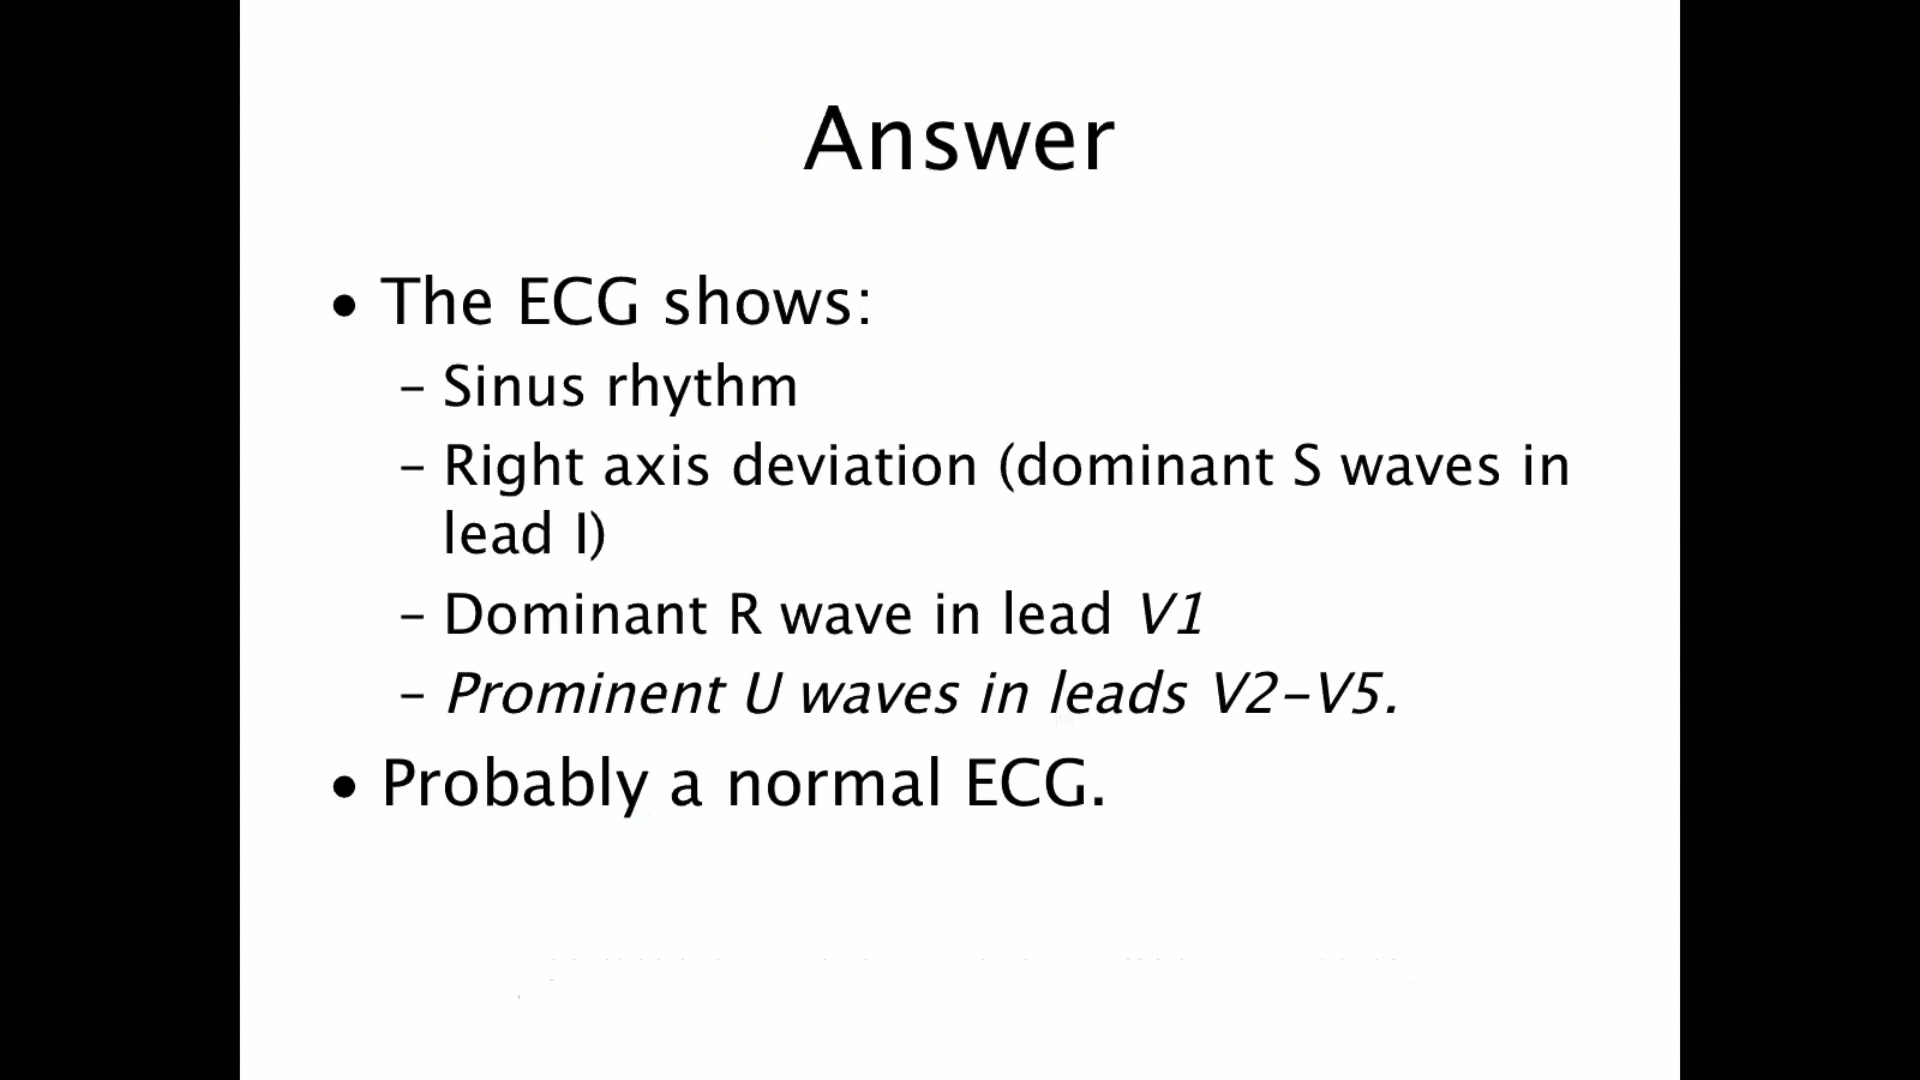 Answer
• The ECG shows:
– Sinus rhythm
– Right axis deviation (dominant S waves in
lead I)
– Dominant R wave in lead V1
– Prominent U waves in leads V2–V5.
• Probably a normal ECG.